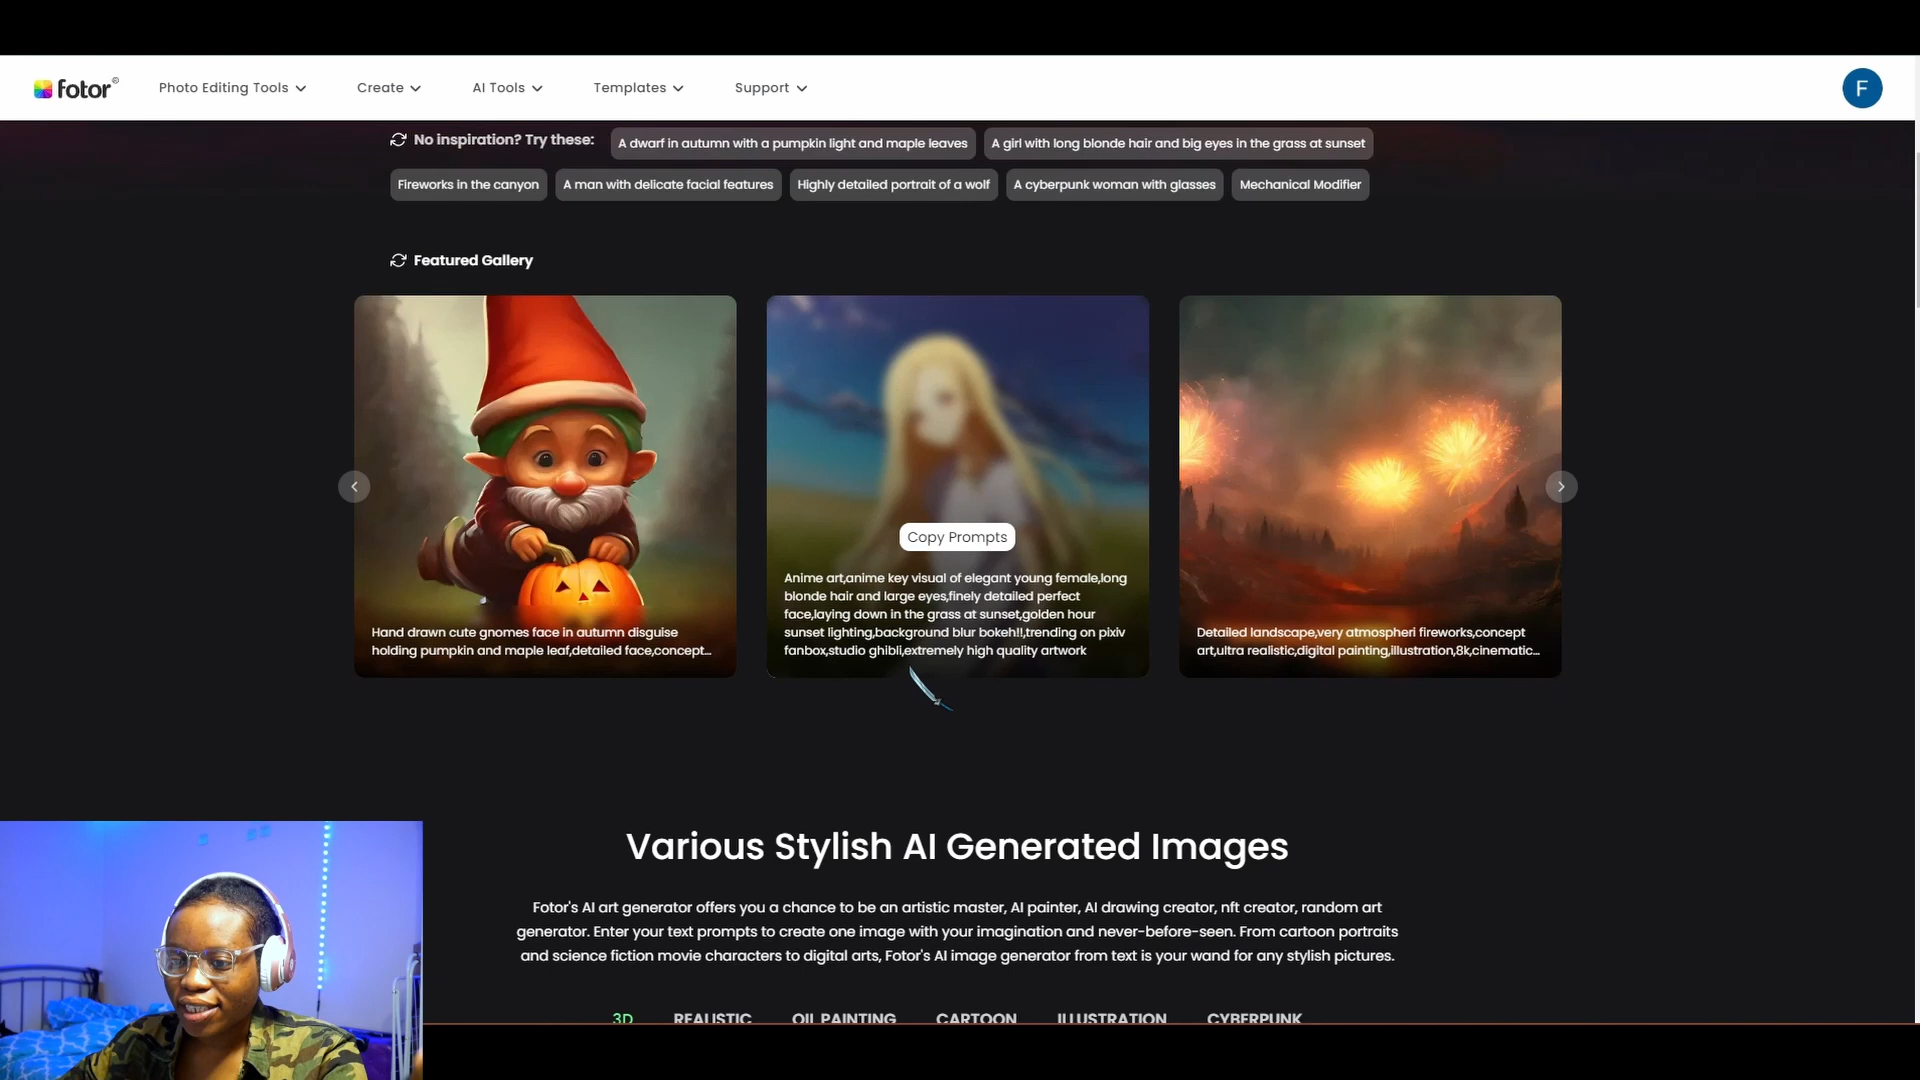 fotor®
Photo Editing Tools
Create
AI Tools
Templates
Support
F
No inspiration? Try these:
A dwarf in autumn with a pumpkin light and maple leaves
A girl with long blonde hair and big eyes in the grass at sunset
Fireworks in the canyon
A man with delicate facial features
Highly detailed portrait of a wolf
A cyberpunk woman with glasses
Mechanical Modifier
Featured Gallery
Hand drawn cute gnomes face in autumn disguise
holding pumpkin and maple leaf,detailed face,concept...
Copy Prompts
Anime art,anime key visual of elegant young female,long
blonde hair and large eyes,finely detailed perfect
face,laying down in the grass at sunset,golden hour
sunset lighting,background blur bokeh!!,trending on pixiv
fanbox,studio ghibli,extremely high quality artwork
Detailed landscape,very atmospheri fireworks,concept
art,ultra realistic,digital painting,illustration,8k,cinematic...
Various Stylish AI Generated Images
Fotor's AI art generator offers you a chance to be an artistic master, AI painter, AI drawing creator, nft creator, random art
generator. Enter your text prompts to create one image with your imagination and never-before-seen. From cartoon portraits
and science fiction movie characters to digital arts, Fotor's AI image generator from text is your wand for any stylish pictures.
3D
REALISTIC
OIL PAINTING
CARTOON
ILLUSTRATION
CYBERPUNK